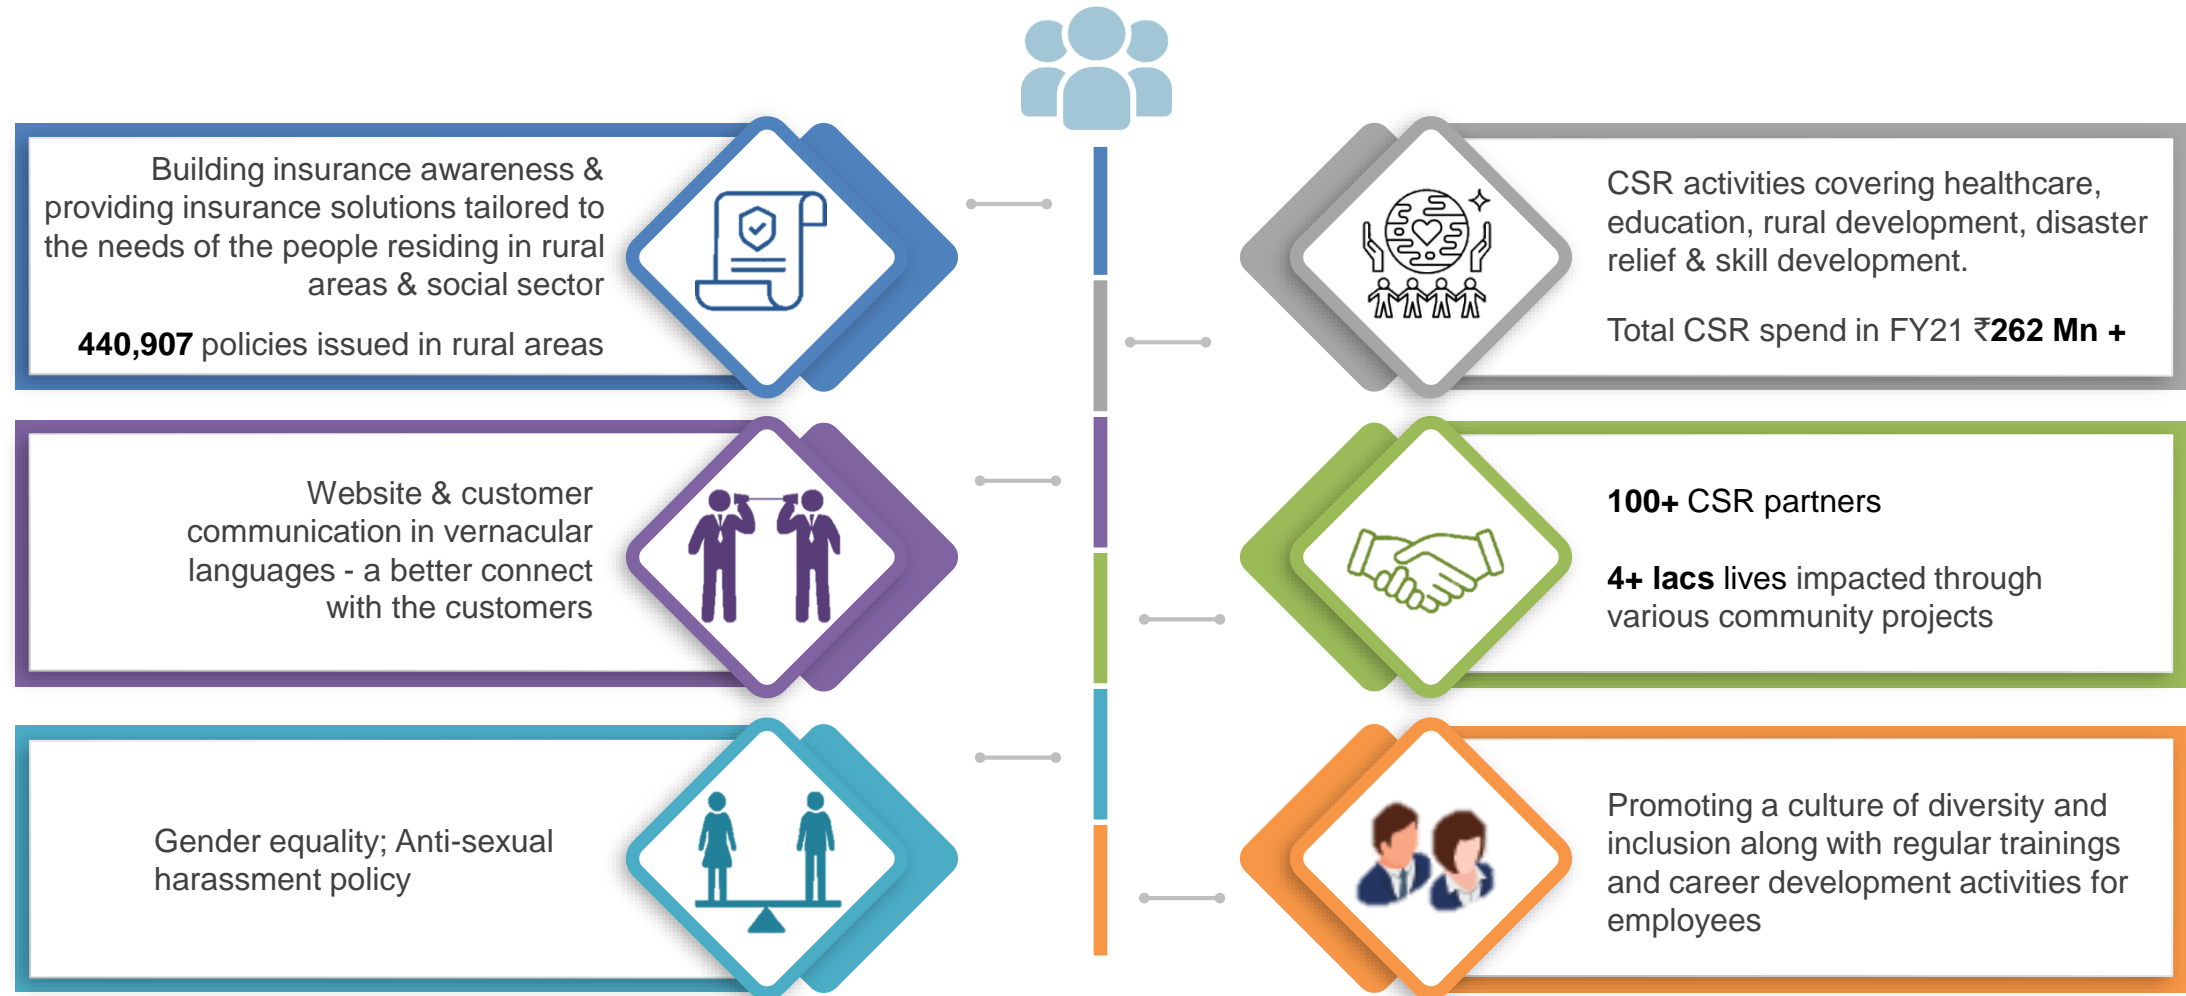 Building insurance awareness &
providing insurance solutions tailored to
the needs of the people residing in rural
areas & social sector
440,907 policies issued in rural areas
CSR activities covering healthcare,
education, rural development, disaster
relief & skill development.
Total CSR spend in FY21 ₹262 Mn +
Website & customer
communication in vernacular
languages - a better connect
with the customers
100+ CSR partners
4+ lacs lives impacted through
various community projects
Gender equality; Anti-sexual
harassment policy
Promoting a culture of diversity and
inclusion along with regular trainings
and career development activities for
employees